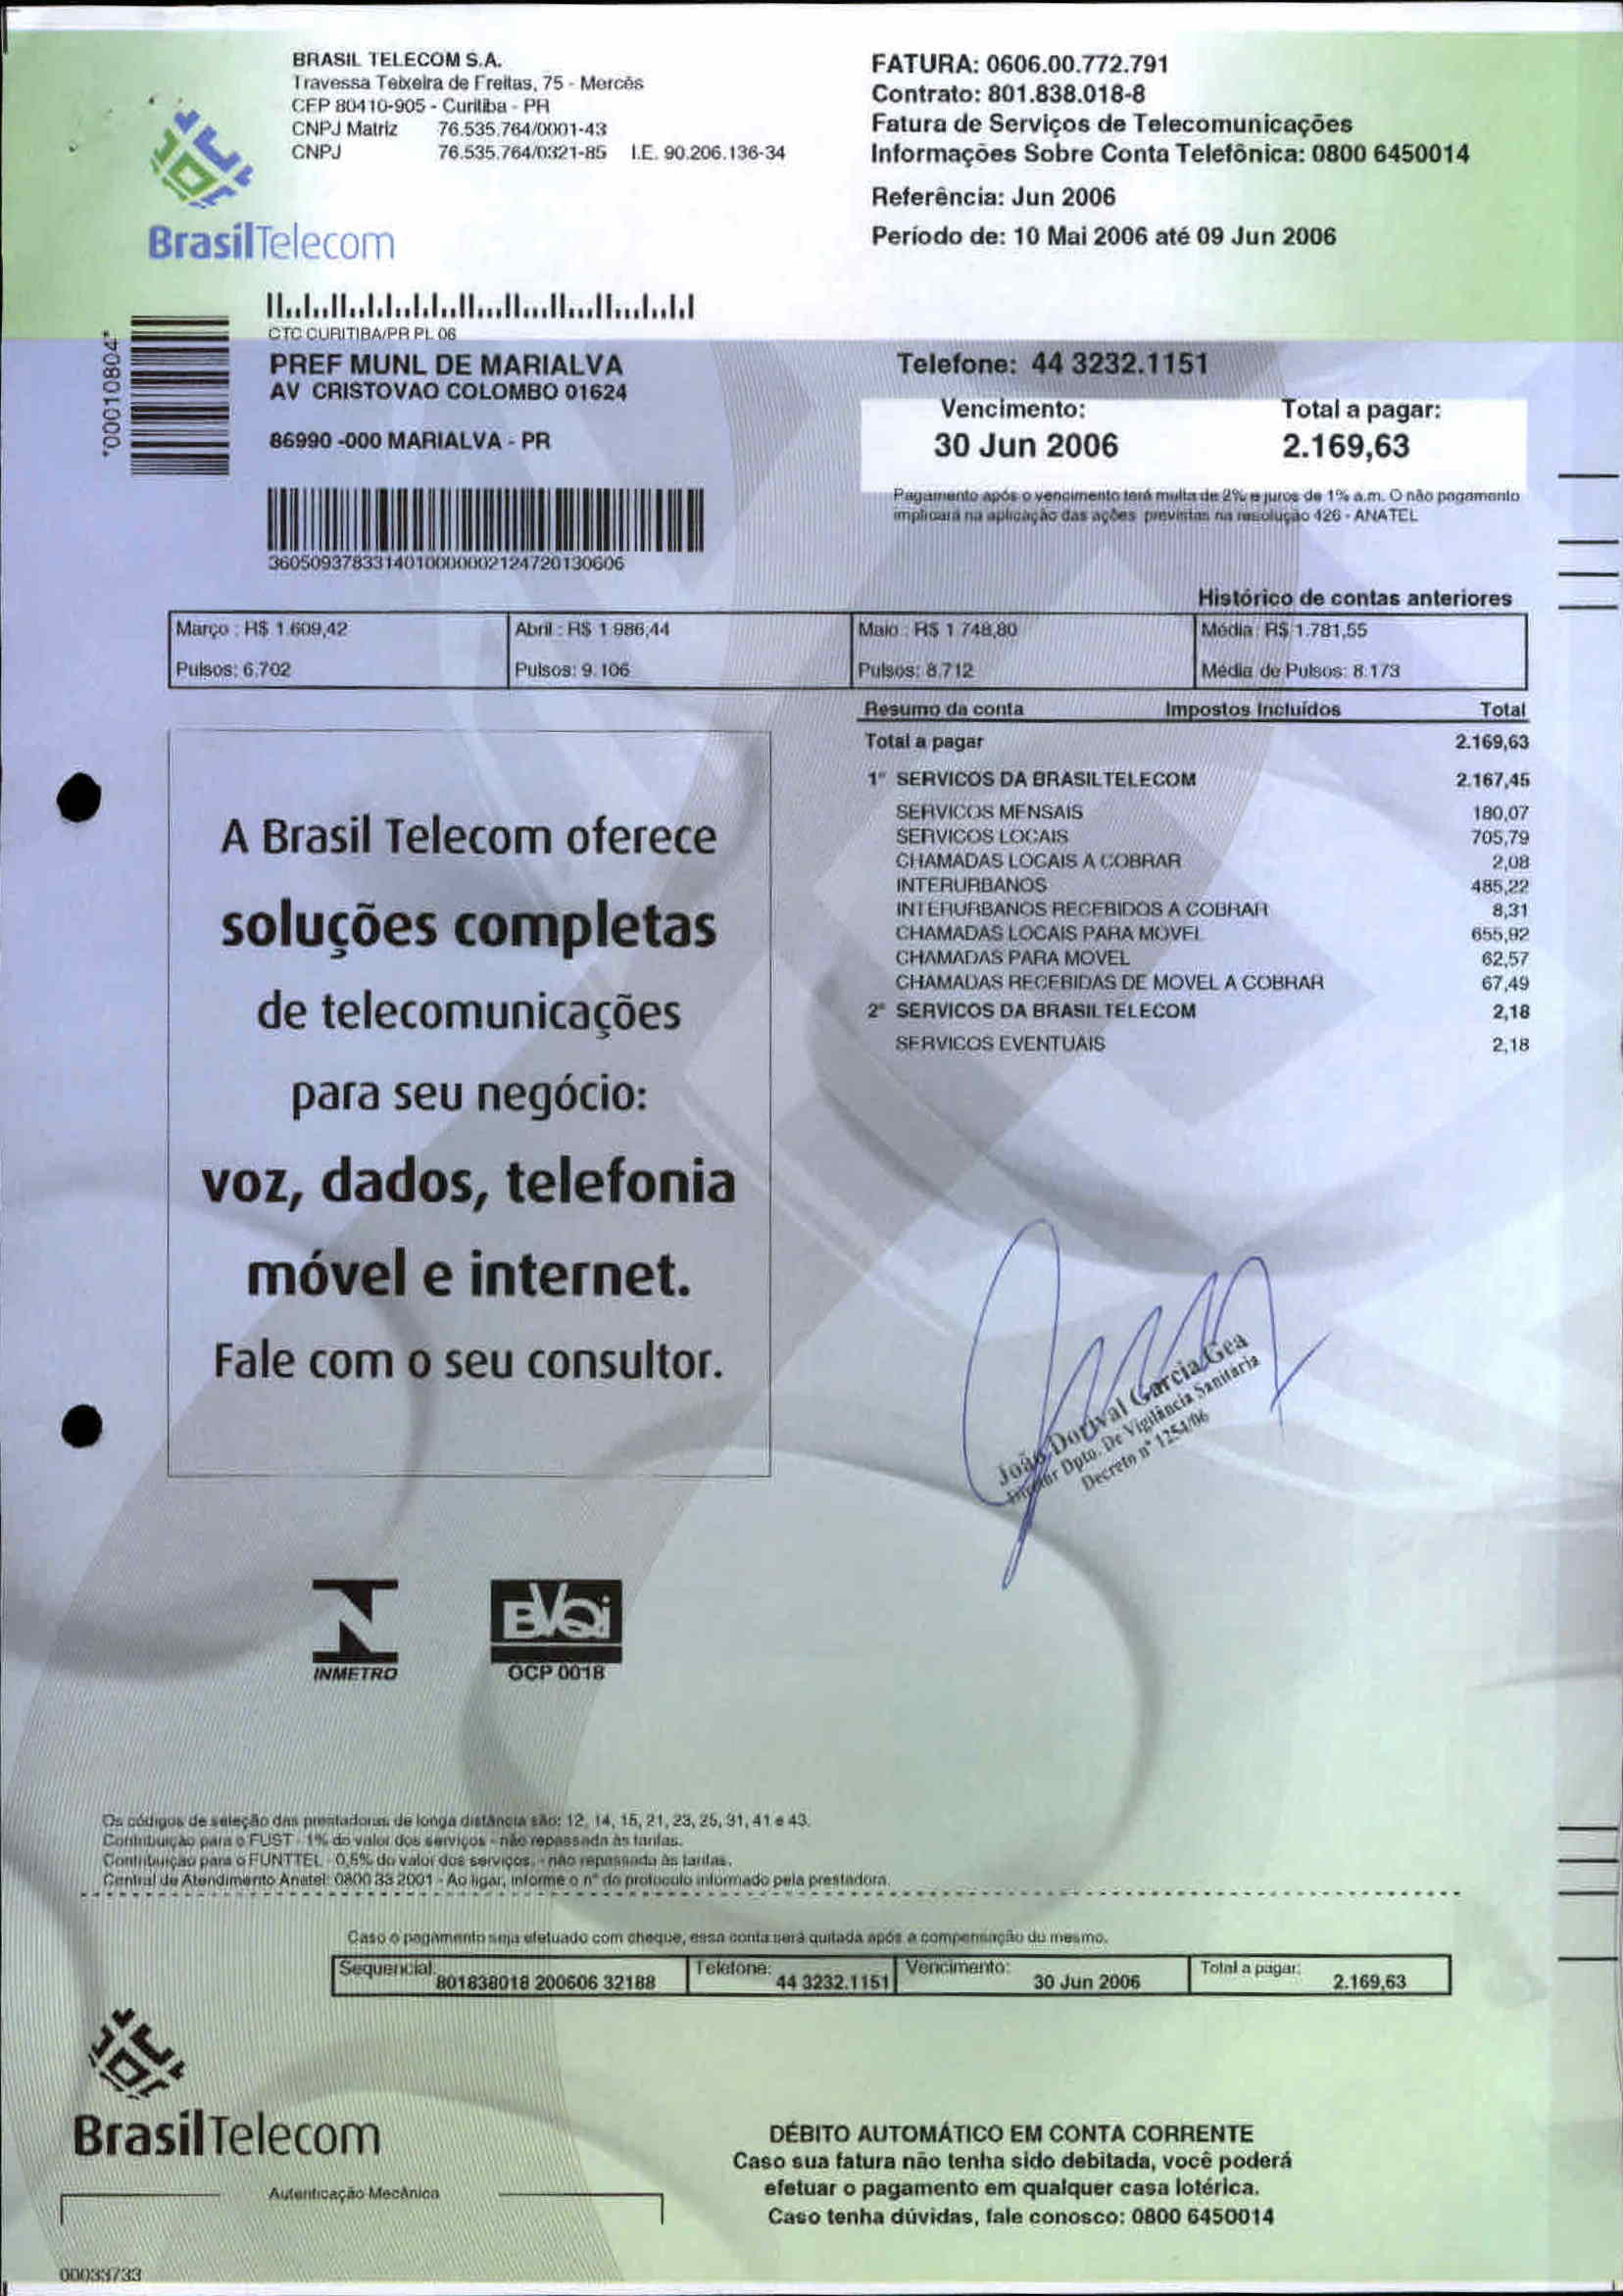 BRASIL TELECOM S.A.
Travessa Teixeira de Freitas, 75 - Mercês
CEP 80410-905 - Curitiba - PR
CNPJ Matriz 76.535.764/0001-43
CNPJ 76.535.764/0321-85 I.E. 90.206.136-34
BrasilTelecom
FATURA: 0606.00.772.791
Contrato: 801.838.018-8
Fatura de Serviços de Telecomunicações
Informações Sobre Conta Telefônica: 0800 6450014
Referência: Jun 2006
Período de: 10 Mai 2006 até 09 Jun 2006
*00010804*
CTC CURITIBA/PR PL 06
PREF MUNL DE MARIALVA
AV CRISTOVAO COLOMBO 01624
86990 -000 MARIALVA - PR
Telefone: 44 3232.1151
Vencimento: Total a pagar:
30 Jun 2006 2.169,63
Pagamento após o vencimento terá multa de 2% e juros de 1% a.m. O não pagamento
implicará na aplicação das ações previstas na resolução 426 - ANATEL
Histórico de contas anteriores
Março : R$ 1.609,42 Abril : R$ 1.986,44 Maio : R$ 1.748,80 Média: R$ 1.781,55
Pulsos: 6.702 Pulsos: 9.106 Pulsos: 8.712 Média de Pulsos: 8.173
Resumo da conta Impostos Incluídos Total
Total a pagar 2.169,63
1ª SERVICOS DA BRASILTELECOM 2.167,45
SERVICOS MENSAIS 180,07
SERVICOS LOCAIS 705,79
CHAMADAS LOCAIS A COBRAR 2,08
INTERURBANOS 485,22
INTERURBANOS RECEBIDOS A COBRAR 8,31
CHAMADAS LOCAIS PARA MOVEL 655,92
CHAMADAS PARA MOVEL 62,57
CHAMADAS RECEBIDAS DE MOVEL A COBRAR 67,49
2ª SERVICOS DA BRASILTELECOM 2,18
SERVICOS EVENTUAIS 2,18
A Brasil Telecom oferece
soluções completas
de telecomunicações
para seu negócio:
voz, dados, telefonia
móvel e internet.
Fale com o seu consultor.
João Dorival Garcia Gea
Dpto. De Vigilância Sanitária
Decreto nº 1254/06
INMETRO
BVQi
OCP 0018
Os códigos de seleção das prestadoras de longa distância são: 12, 14, 15, 21, 23, 25, 31, 41 e 43.
Contribuição para o FUST - 1% do valor dos serviços - não repassada às tarifas.
Contribuição para o FUNTTEL - 0,5% do valor dos serviços. - não repassada às tarifas.
Central de Atendimento Anatel: 0800 33 2001 - Ao ligar, informe o nº do protocolo informado pela prestadora.
Caso o pagamento seja efetuado com cheque, essa conta será quitada após a compensação do mesmo.
Sequencial: 801838018 200606 32188 Telefone: 44 3232.1151 Vencimento: 30 Jun 2006 Total a pagar: 2.169,63
BrasilTelecom
Autenticação Mecânica
DÉBITO AUTOMÁTICO EM CONTA CORRENTE
Caso sua fatura não tenha sido debitada, você poderá
efetuar o pagamento em qualquer casa lotérica.
Caso tenha dúvidas, fale conosco: 0800 6450014
00033733